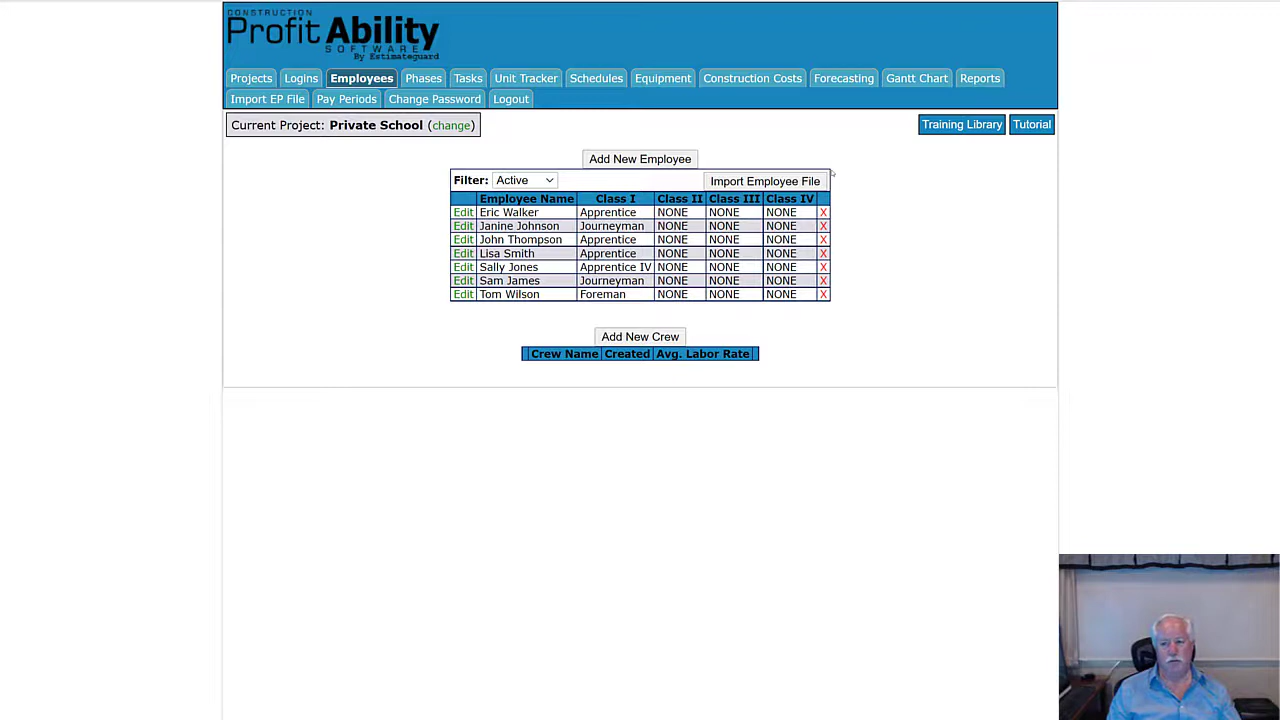 CONSTRUCTION
Profit Ability
SOFTWARE
By Estimateguard
Projects Logins Employees Phases Tasks Unit Tracker Schedules Equipment Construction Costs Forecasting Gantt Chart Reports
Import EP File Pay Periods Change Password Logout
Current Project: Private School (change) Training Library Tutorial
Add New Employee
Filter: Active Import Employee File
Employee Name Class I Class II Class III Class IV
Edit Eric Walker Apprentice NONE NONE NONE X
Edit Janine Johnson Journeyman NONE NONE NONE X
Edit John Thompson Apprentice NONE NONE NONE X
Edit Lisa Smith Apprentice NONE NONE NONE X
Edit Sally Jones Apprentice IV NONE NONE NONE X
Edit Sam James Journeyman NONE NONE NONE X
Edit Tom Wilson Foreman NONE NONE NONE X
Add New Crew
Crew Name Created Avg. Labor Rate